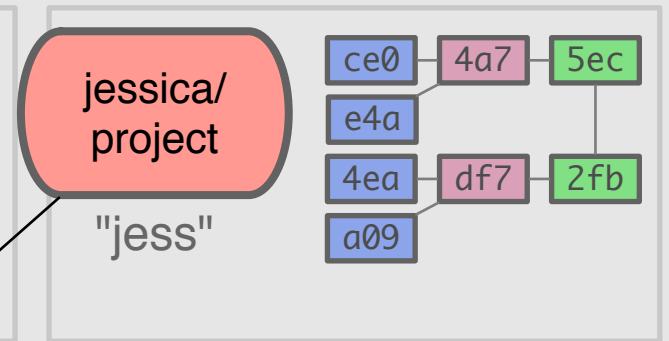 jessica/
project
"jess"
ce0 4a7 5ec
e4a
4ea df7 2fb
a09